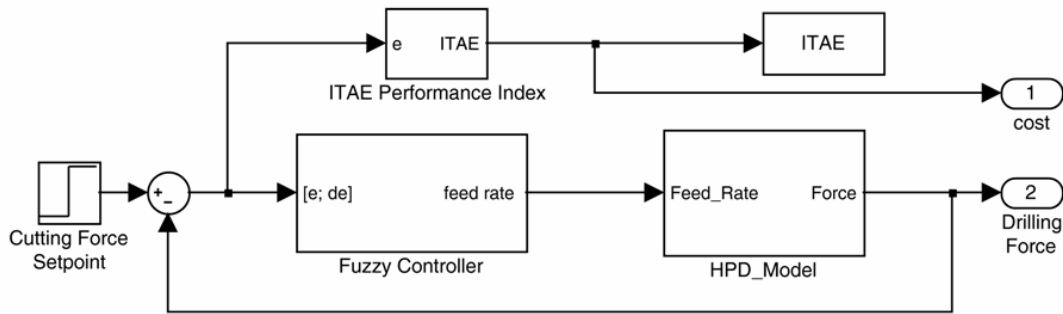 e ITAE
ITAE
ITAE Performance Index
1
cost
+
−
[e; de] feed rate
Feed_Rate Force
2
Cutting Force
Setpoint
Fuzzy Controller
HPD_Model
Drilling
Force